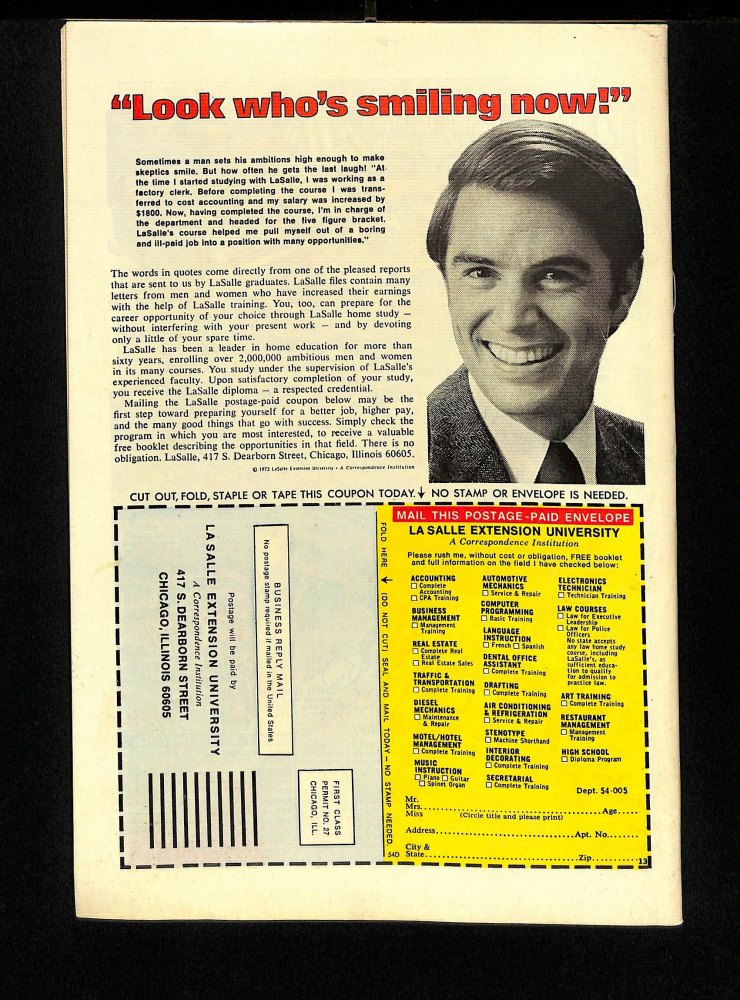 “Look who’s smiling now!”
Sometimes a man sets his ambitions high enough to make
skeptics smile. But how often he gets the last laugh! “At
the time I started studying with LaSalle, I was working as a
factory clerk. Before completing the course I was trans-
ferred to cost accounting and my salary was increased by
$1800. Now, having completed the course, I’m in charge of
the department and headed for the five figure bracket.
LaSalle’s course helped me pull myself out of a boring
and ill-paid job into a position with many opportunities.”
The words in quotes come directly from one of the pleased reports
that are sent to us by LaSalle graduates. LaSalle files contain many
letters from men and women who have increased their earnings
with the help of LaSalle training. You, too, can prepare for the
career opportunity of your choice through LaSalle home study —
without interfering with your present work — and by devoting
only a little of your spare time.
LaSalle has been a leader in home education for more than
sixty years, enrolling over 2,000,000 ambitious men and women
in its many courses. You study under the supervision of LaSalle’s
experienced faculty. Upon satisfactory completion of your study,
you receive the LaSalle diploma — a respected credential.
Mailing the LaSalle postage-paid coupon below may be the
first step toward preparing yourself for a better job, higher pay,
and the many good things that go with success. Simply check the
program in which you are most interested, to receive a valuable
free booklet describing the opportunities in that field. There is no
obligation. LaSalle, 417 S. Dearborn Street, Chicago, Illinois 60605.
© 1973 LaSalle Extension University • A Correspondence Institution
CUT OUT, FOLD, STAPLE OR TAPE THIS COUPON TODAY. NO STAMP OR ENVELOPE IS NEEDED.
BUSINESS REPLY MAIL
No postage stamp required if mailed in the United States
Postage will be paid by
LA SALLE EXTENSION UNIVERSITY
A Correspondence Institution
417 S. DEARBORN STREET
CHICAGO, ILLINOIS 60605
FIRST CLASS
PERMIT NO. 27
CHICAGO, ILL.
FOLD HERE (DO NOT CUT) SEAL AND MAIL TODAY — NO STAMP NEEDED.
MAIL THIS POSTAGE-PAID ENVELOPE
LA SALLE EXTENSION UNIVERSITY
A Correspondence Institution
Please rush me, without cost or obligation, FREE booklet
and full information on the field I have checked below:
ACCOUNTING
Complete
Accounting
CPA Training
BUSINESS
MANAGEMENT
Management
Training
REAL ESTATE
Complete Real
Estate
Real Estate Sales
TRAFFIC &
TRANSPORTATION
Complete Training
DIESEL
MECHANICS
Maintenance
& Repair
MOTEL/HOTEL
MANAGEMENT
Complete Training
MUSIC
INSTRUCTION
Piano Guitar
Spinet Organ
AUTOMOTIVE
MECHANICS
Service & Repair
COMPUTER
PROGRAMMING
Basic Training
LANGUAGE
INSTRUCTION
French Spanish
DENTAL OFFICE
ASSISTANT
Complete Training
DRAFTING
Complete Training
AIR CONDITIONING
& REFRIGERATION
Service & Repair
STENOTYPE
Machine Shorthand
INTERIOR
DECORATING
Complete Training
SECRETARIAL
Complete Training
ELECTRONICS
TECHNICIAN
Technician Training
LAW COURSES
Law for Executive
Leadership
Law for Police
Officers
No state accepts
any law home study
course, including
LaSalle’s, as
sufficient educa-
tion to qualify
for admission to
practice law.
ART TRAINING
Complete Training
RESTAURANT
MANAGEMENT
Management
Training
HIGH SCHOOL
Diploma Program
Dept. 54-005
Mr.
Mrs. Age
Miss (Circle title and please print)
Address Apt. No.
City &
54D State Zip 13